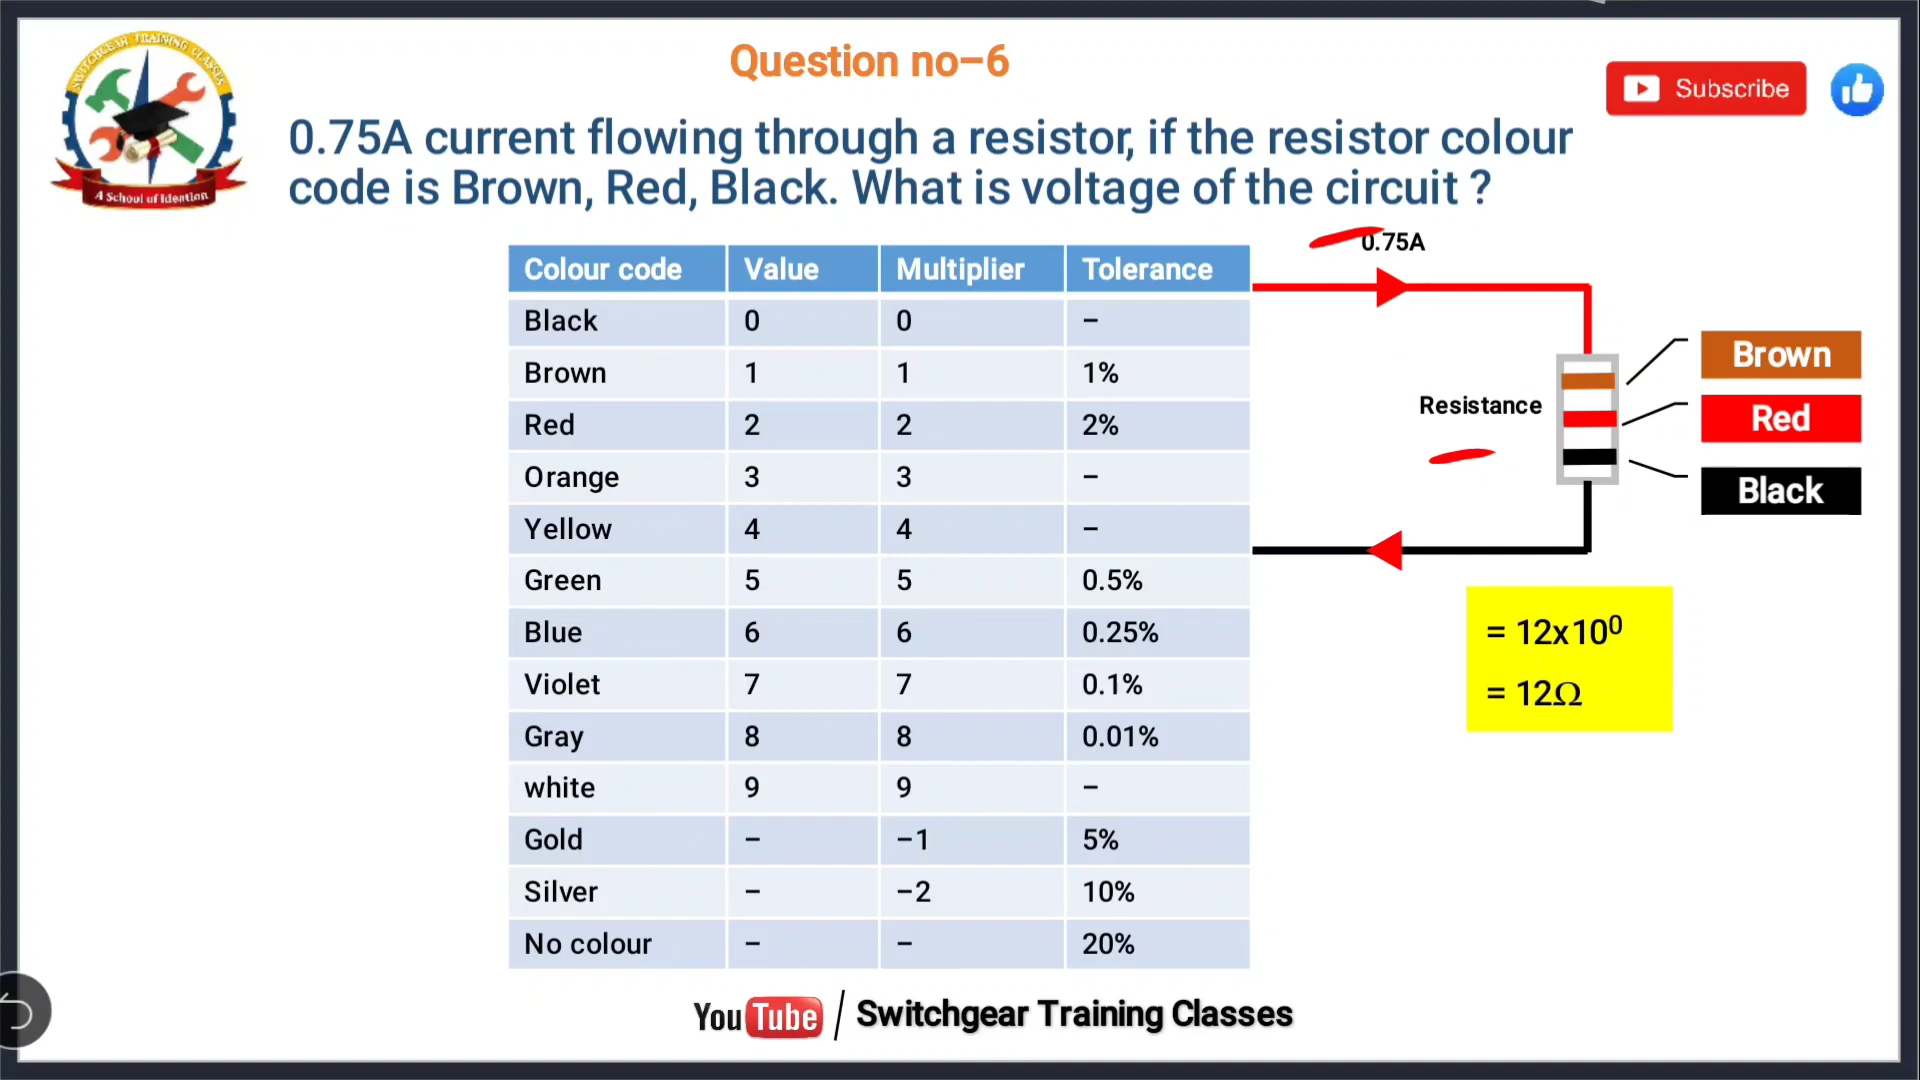 SWITCHGEAR TRAINING CLASSES
A School of Idention
Question no–6
Subscribe
0.75A current flowing through a resistor, if the resistor colour
code is Brown, Red, Black. What is voltage of the circuit ?
Colour code Value Multiplier Tolerance
Black 0 0 –
Brown 1 1 1%
Red 2 2 2%
Orange 3 3 –
Yellow 4 4 –
Green 5 5 0.5%
Blue 6 6 0.25%
Violet 7 7 0.1%
Gray 8 8 0.01%
white 9 9 –
Gold – –1 5%
Silver – –2 10%
No colour – – 20%
0.75A
Resistance
Brown
Red
Black
= 12x10⁰
= 12Ω
YouTube / Switchgear Training Classes